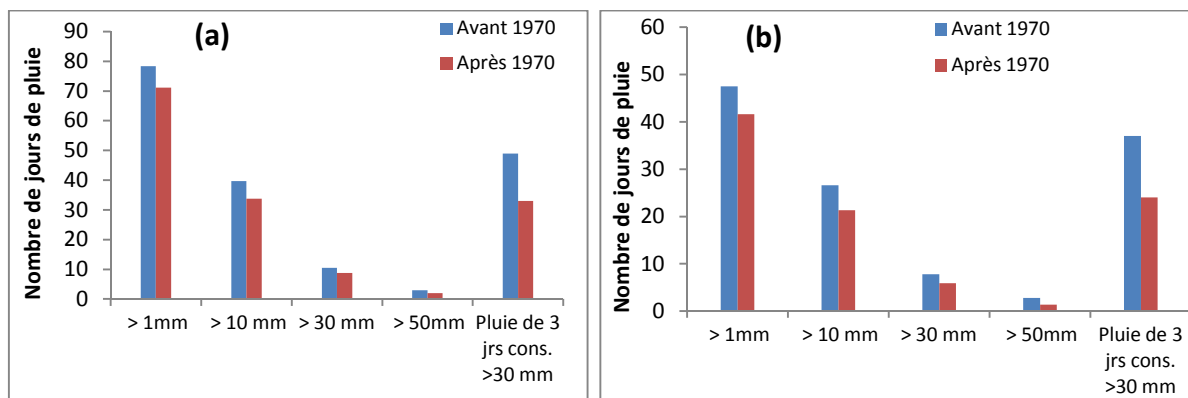 (a)
Avant 1970
Après 1970
Nombre de jours de pluie
90
80
70
60
50
40
30
20
10
0
> 1mm
> 10 mm
> 30 mm
> 50mm
Pluie de 3
jrs cons.
>30 mm
(b)
Avant 1970
Après 1970
Nombre de jours de pluie
60
50
40
30
20
10
0
> 1mm
> 10 mm
> 30 mm
> 50mm
Pluie de 3
jrs cons.
>30 mm